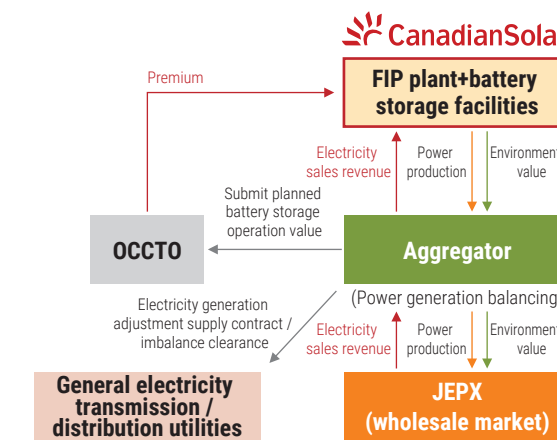 CanadianSola
Premium
FIP plant+battery
storage facilities
Electricity
sales revenue
Power
production
Environmen
value
Submit planned
battery storage
operation value
OCCTO
Aggregator
(Power generation balancing
Electricity generation
adjustment supply contract /
imbalance clearance
Electricity
sales revenue
Power
production
Environmen
value
General electricity
transmission /
distribution utilities
JEPX
(wholesale market)